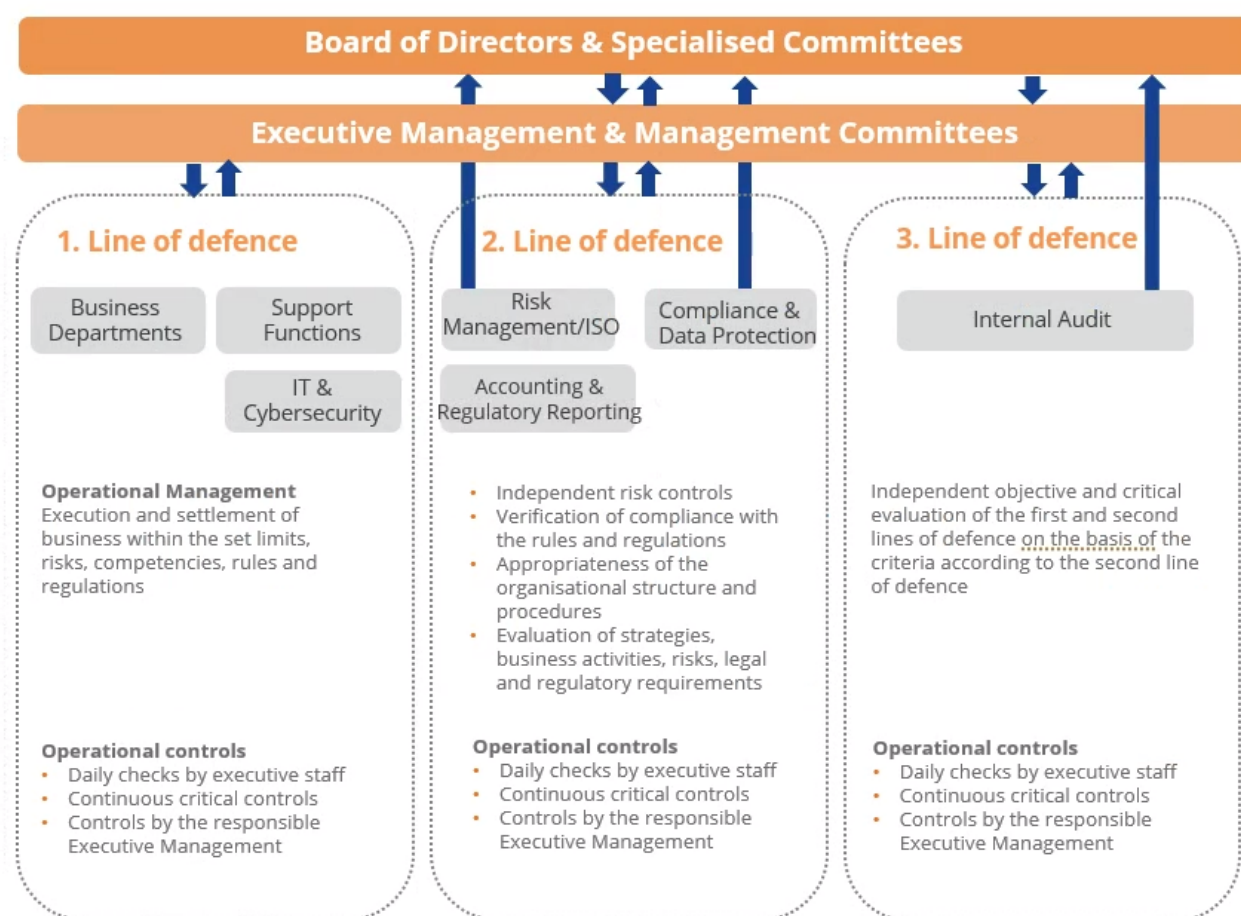 Board of Directors & Specialised Committees
Executive Management & Management Committees
1. Line of defence
Business
Departments
Support
Functions
IT &
Cybersecurity
Operational Management
Execution and settlement of
business within the set limits,
risks, competencies, rules and
regulations
Operational controls
• Daily checks by executive staff
• Continuous critical controls
• Controls by the responsible
Executive Management
2. Line of defence
Risk
Management/ISO
Compliance &
Data Protection
Accounting &
Regulatory Reporting
• Independent risk controls
• Verification of compliance with
the rules and regulations
• Appropriateness of the
organisational structure and
procedures
• Evaluation of strategies,
business activities, risks, legal
and regulatory requirements
Operational controls
• Daily checks by executive staff
• Continuous critical controls
• Controls by the responsible
Executive Management
3. Line of defence
Internal Audit
Independent objective and critical
evaluation of the first and second
lines of defence on the basis of the
criteria according to the second line
of defence
Operational controls
• Daily checks by executive staff
• Continuous critical controls
• Controls by the responsible
Executive Management